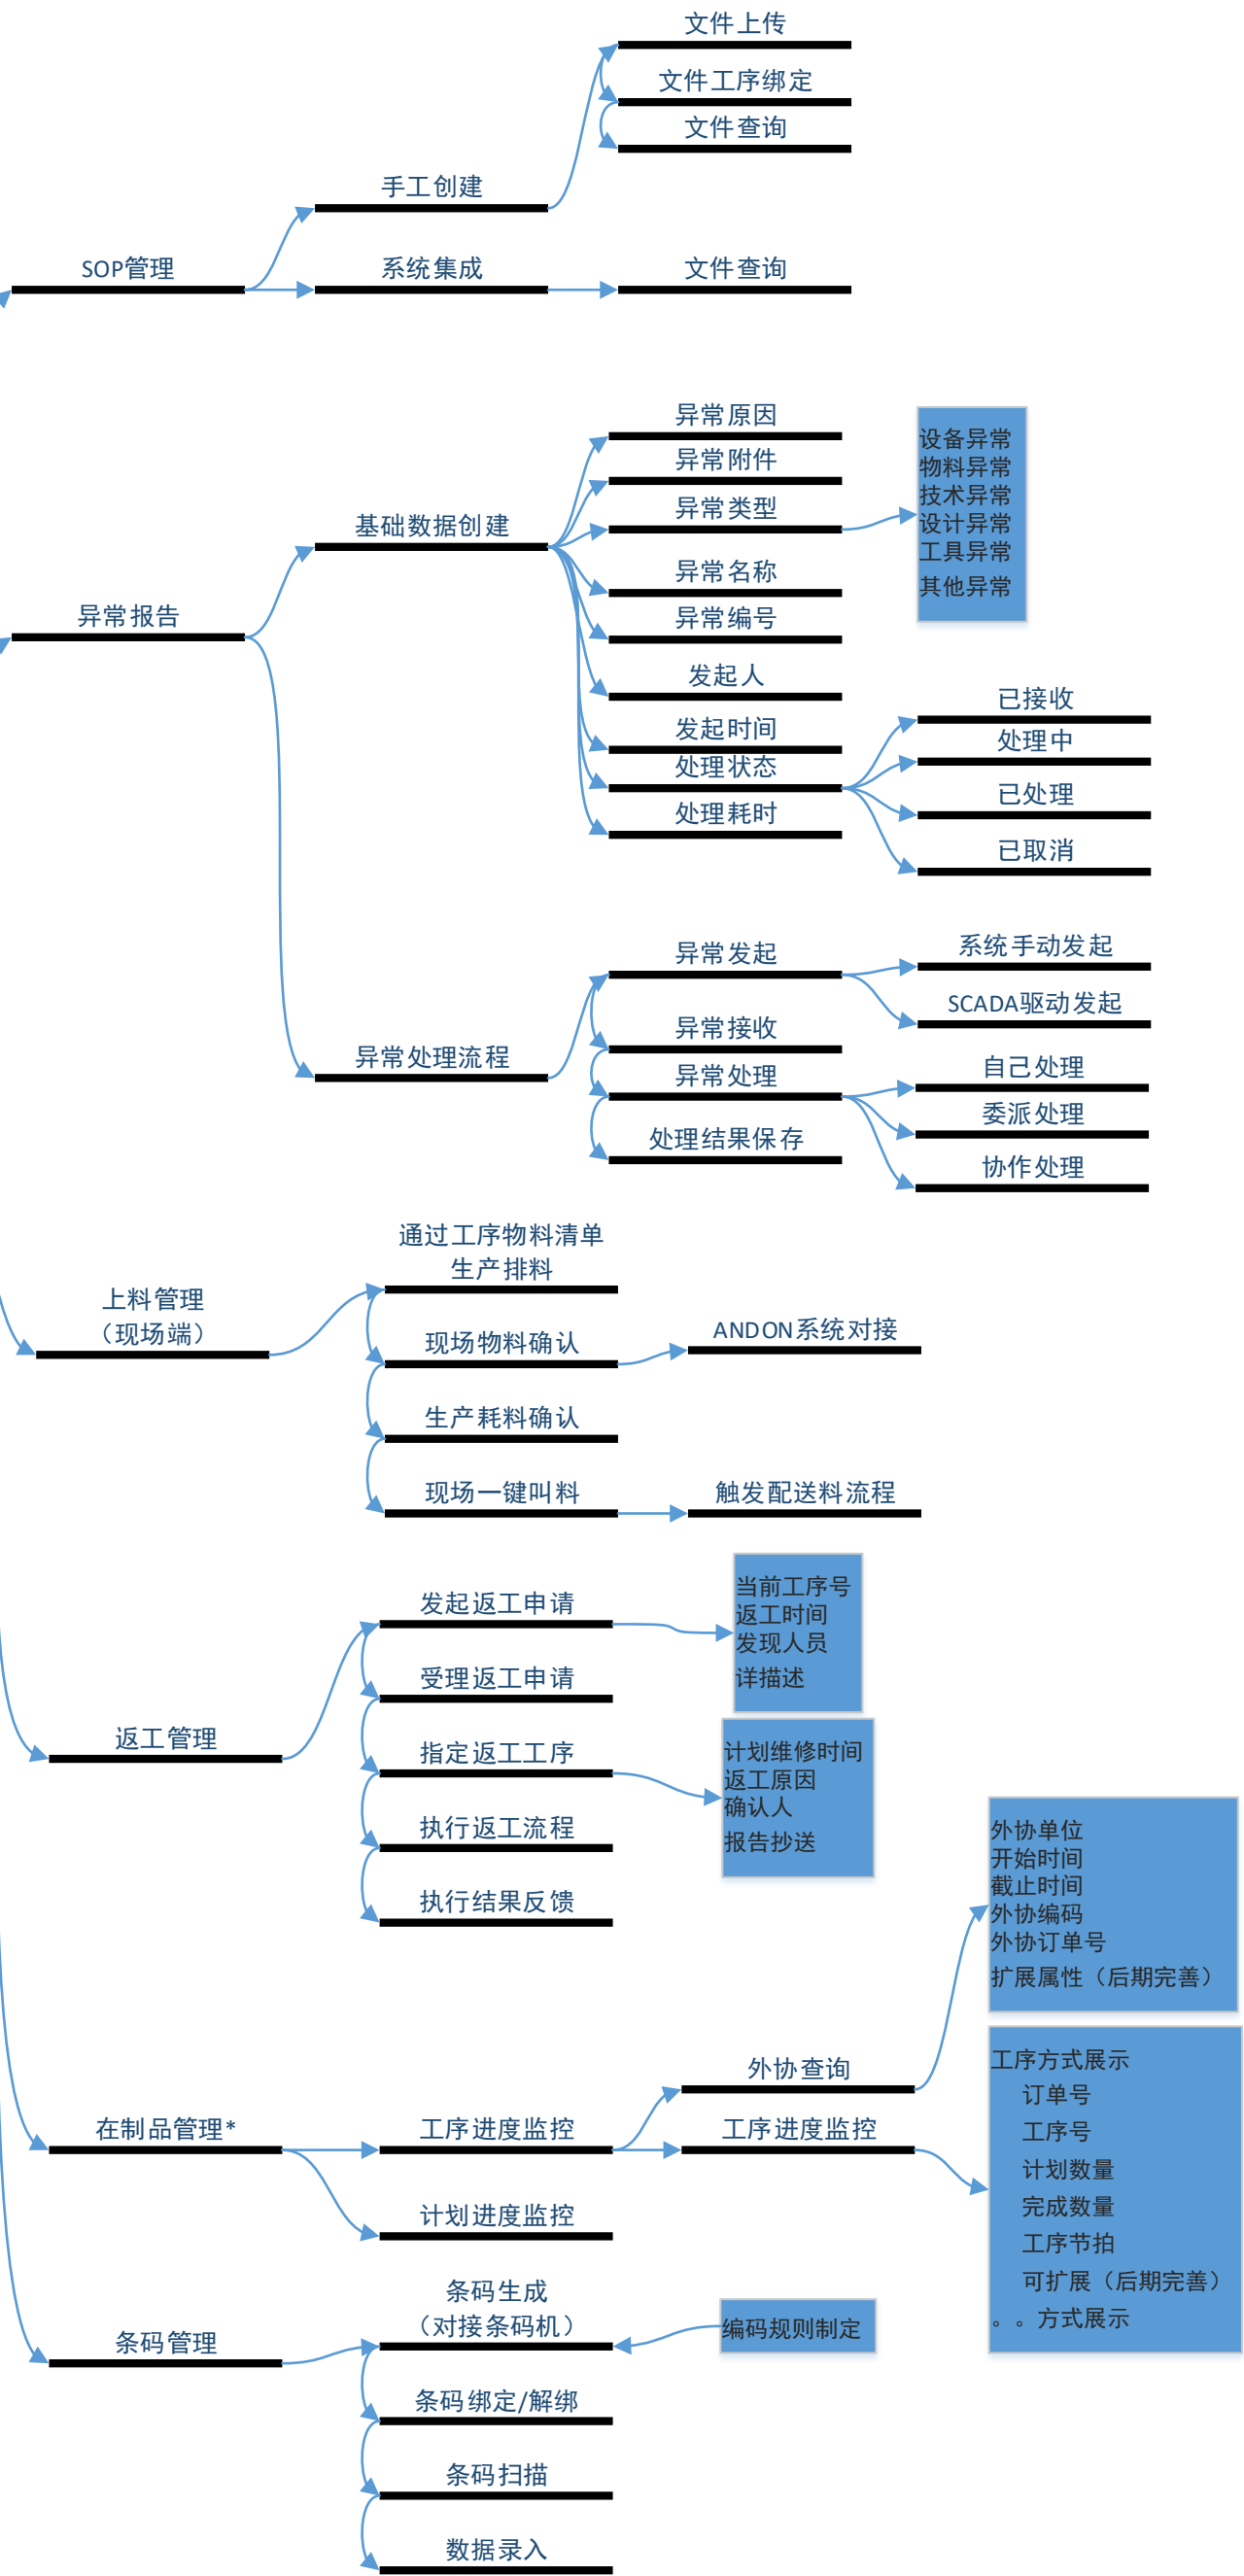 文件上传
文件工序绑定
文件查询
手工创建
SOP管理
系统集成
文件查询
异常原因
异常附件
异常类型
设备异常
物料异常
技术异常
设计异常
工具异常
其他异常
基础数据创建
异常名称
异常编号
异常报告
发起人
发起时间
处理状态
处理耗时
已接收
处理中
已处理
已取消
异常发起
系统手动发起
SCADA驱动发起
异常接收
异常处理流程
异常处理
自己处理
委派处理
协作处理
处理结果保存
通过工序物料清单
生产排料
上料管理
（现场端）
现场物料确认
ANDON系统对接
生产耗料确认
现场一键叫料
触发配送料流程
发起返工申请
当前工序号
返工时间
发现人员
详描述
受理返工申请
返工管理
指定返工工序
计划维修时间
返工原因
确认人
报告抄送
执行返工流程
执行结果反馈
外协单位
开始时间
截止时间
外协编码
外协订单号
扩展属性（后期完善）
外协查询
在制品管理*
工序进度监控
工序进度监控
工序方式展示
订单号
工序号
计划数量
完成数量
工序节拍
可扩展（后期完善）
。。方式展示
计划进度监控
条码管理
条码生成
（对接条码机）
编码规则制定
条码绑定/解绑
条码扫描
数据录入